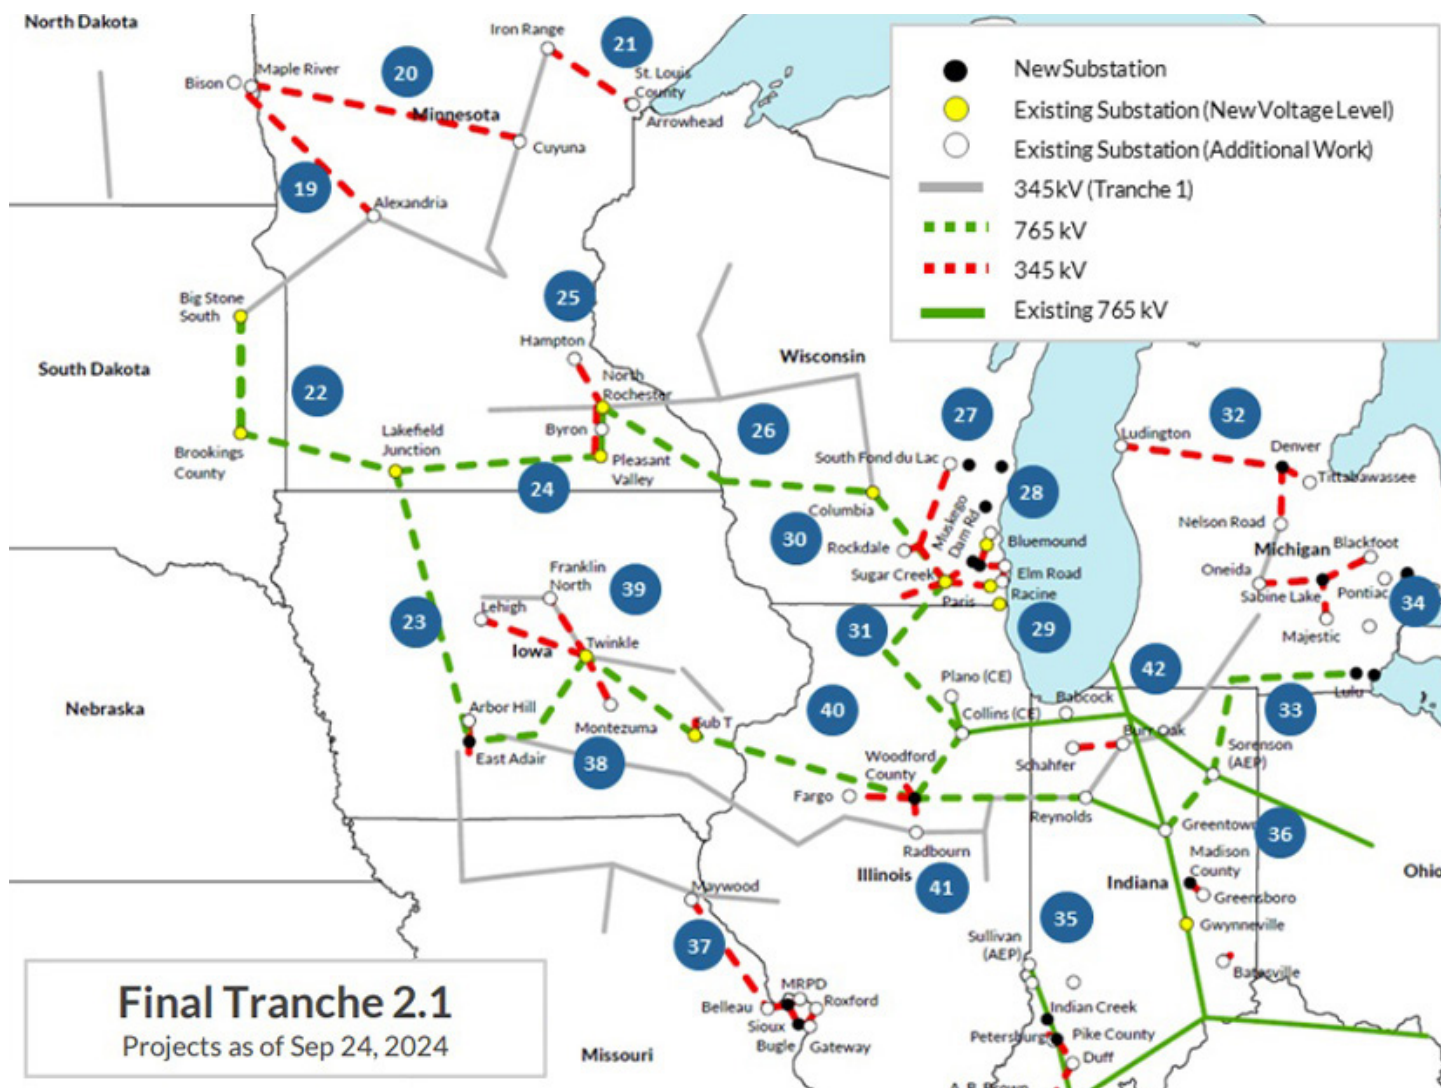 North Dakota
Iron Range
21
Bison
Maple River
20
St. Louis
County
Minnesota
Arrowhead
Cuyuna
19
Alexandria
New Substation
Existing Substation (New Voltage Level)
Existing Substation (Additional Work)
345kV (Tranche 1)
765 kV
345 kV
Existing 765 kV
Big Stone
South
25
Hampton
South Dakota
22
North
Rochester
Wisconsin
Byron
26
27
32
Ludington
Denver
Brookings
County
Lakefield
Junction
Pleasant
Valley
South Fond du Lac
Tittabawassee
24
28
Columbia
Muskego
Dam Rd
Nelson Road
30
Rockdale
Bluemound
Michigan
Blackfoot
Franklin
North
39
Sugar Creek
Elm Road
Oneida
Sabine Lake
Pontiac
34
Lehigh
Paris
Racine
23
31
29
Majestic
Iowa
Twinkle
42
Nebraska
Arbor Hill
Plano (CE)
Babcock
Lulu
Montezuma
Sub T
40
Collins (CE)
33
East Adair
38
Burr Oak
Schahfer
Sorenson
(AEP)
Woodford
County
Fargo
Reynolds
Greentown
36
Radbourn
Madison
County
Illinois
41
Indiana
Ohio
Maywood
Greensboro
35
Gwynneville
37
Sullivan
(AEP)
Batesville
Final Tranche 2.1
Projects as of Sep 24, 2024
MRPD
Belleau
Roxford
Sioux
Indian Creek
Bugle
Gateway
Petersburg
Pike County
Missouri
Duff
A. B. Brown